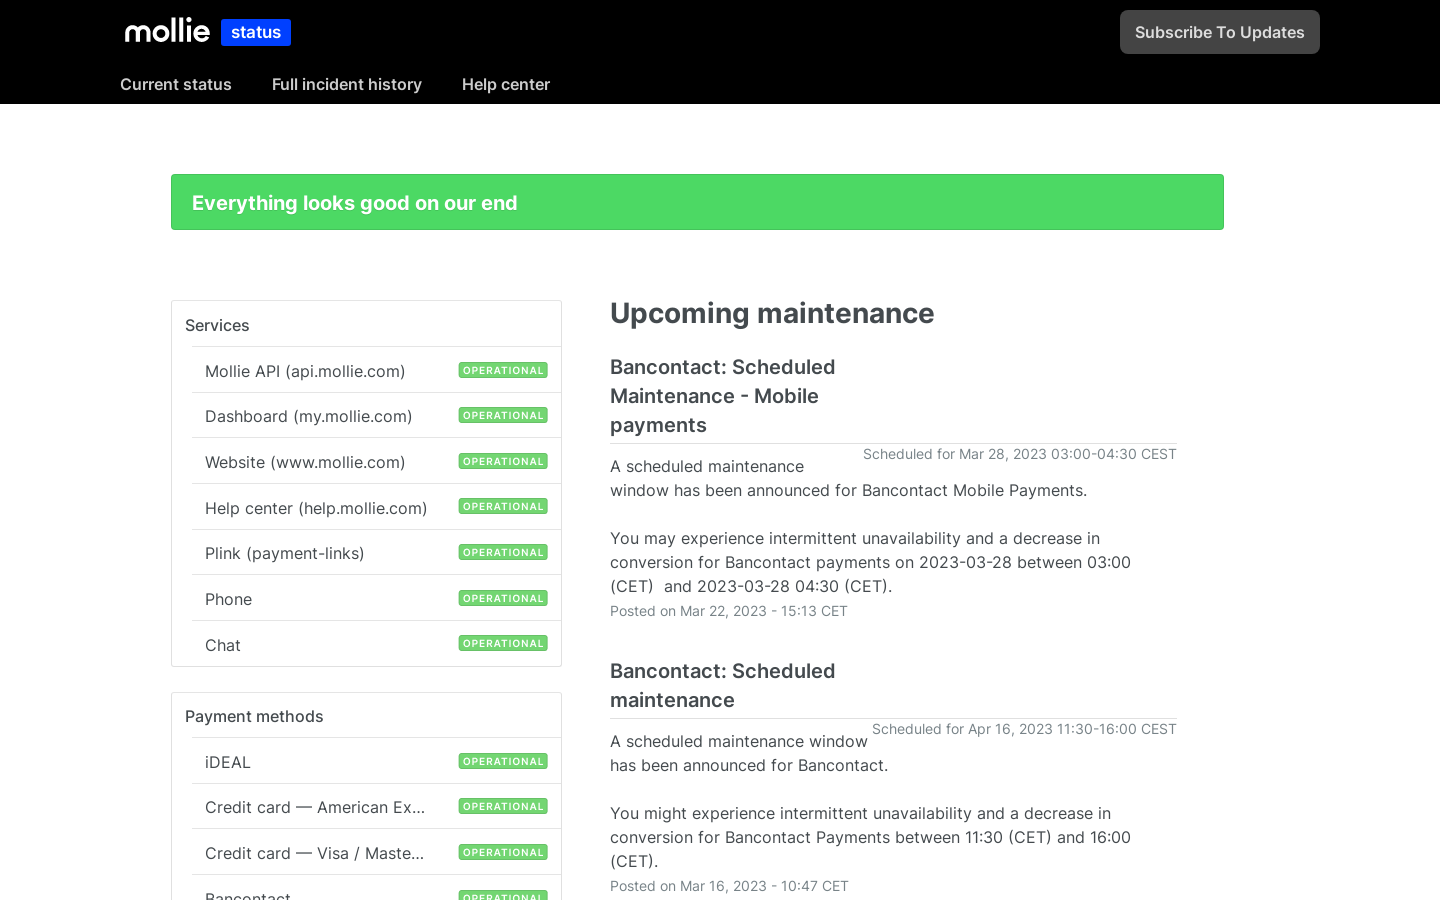 mollie status
Subscribe To Updates
Current status
Full incident history
Help center
Everything looks good on our end
Services
Mollie API (api.mollie.com) OPERATIONAL
Dashboard (my.mollie.com) OPERATIONAL
Website (www.mollie.com) OPERATIONAL
Help center (help.mollie.com) OPERATIONAL
Plink (payment-links) OPERATIONAL
Phone OPERATIONAL
Chat OPERATIONAL
Payment methods
iDEAL OPERATIONAL
Credit card — American Ex... OPERATIONAL
Credit card — Visa / Maste... OPERATIONAL
Bancontact OPERATIONAL
Upcoming maintenance
Bancontact: Scheduled
Maintenance - Mobile
payments
Scheduled for Mar 28, 2023 03:00-04:30 CEST
A scheduled maintenance
window has been announced for Bancontact Mobile Payments.
You may experience intermittent unavailability and a decrease in
conversion for Bancontact payments on 2023-03-28 between 03:00
(CET)  and 2023-03-28 04:30 (CET).
Posted on Mar 22, 2023 - 15:13 CET
Bancontact: Scheduled
maintenance
Scheduled for Apr 16, 2023 11:30-16:00 CEST
A scheduled maintenance window
has been announced for Bancontact.
You might experience intermittent unavailability and a decrease in
conversion for Bancontact Payments between 11:30 (CET) and 16:00
(CET).
Posted on Mar 16, 2023 - 10:47 CET